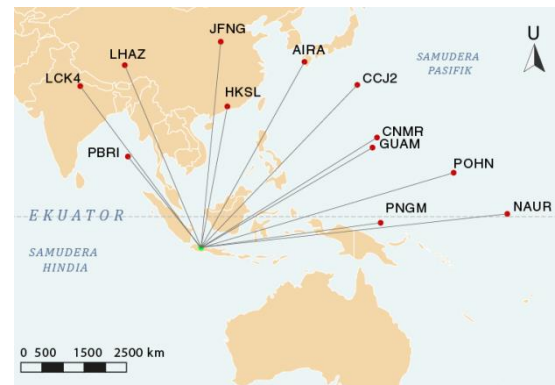 JFNG
LHAZ
AIRA
SAMUDERA
PASIFIK
U
LCK4
CCJ2
HKSL
CNMR
GUAM
PBRI
POHN
PNGM
NAUR
EKUATOR
SAMUDERA
HINDIA
0 500 1500 2500 km